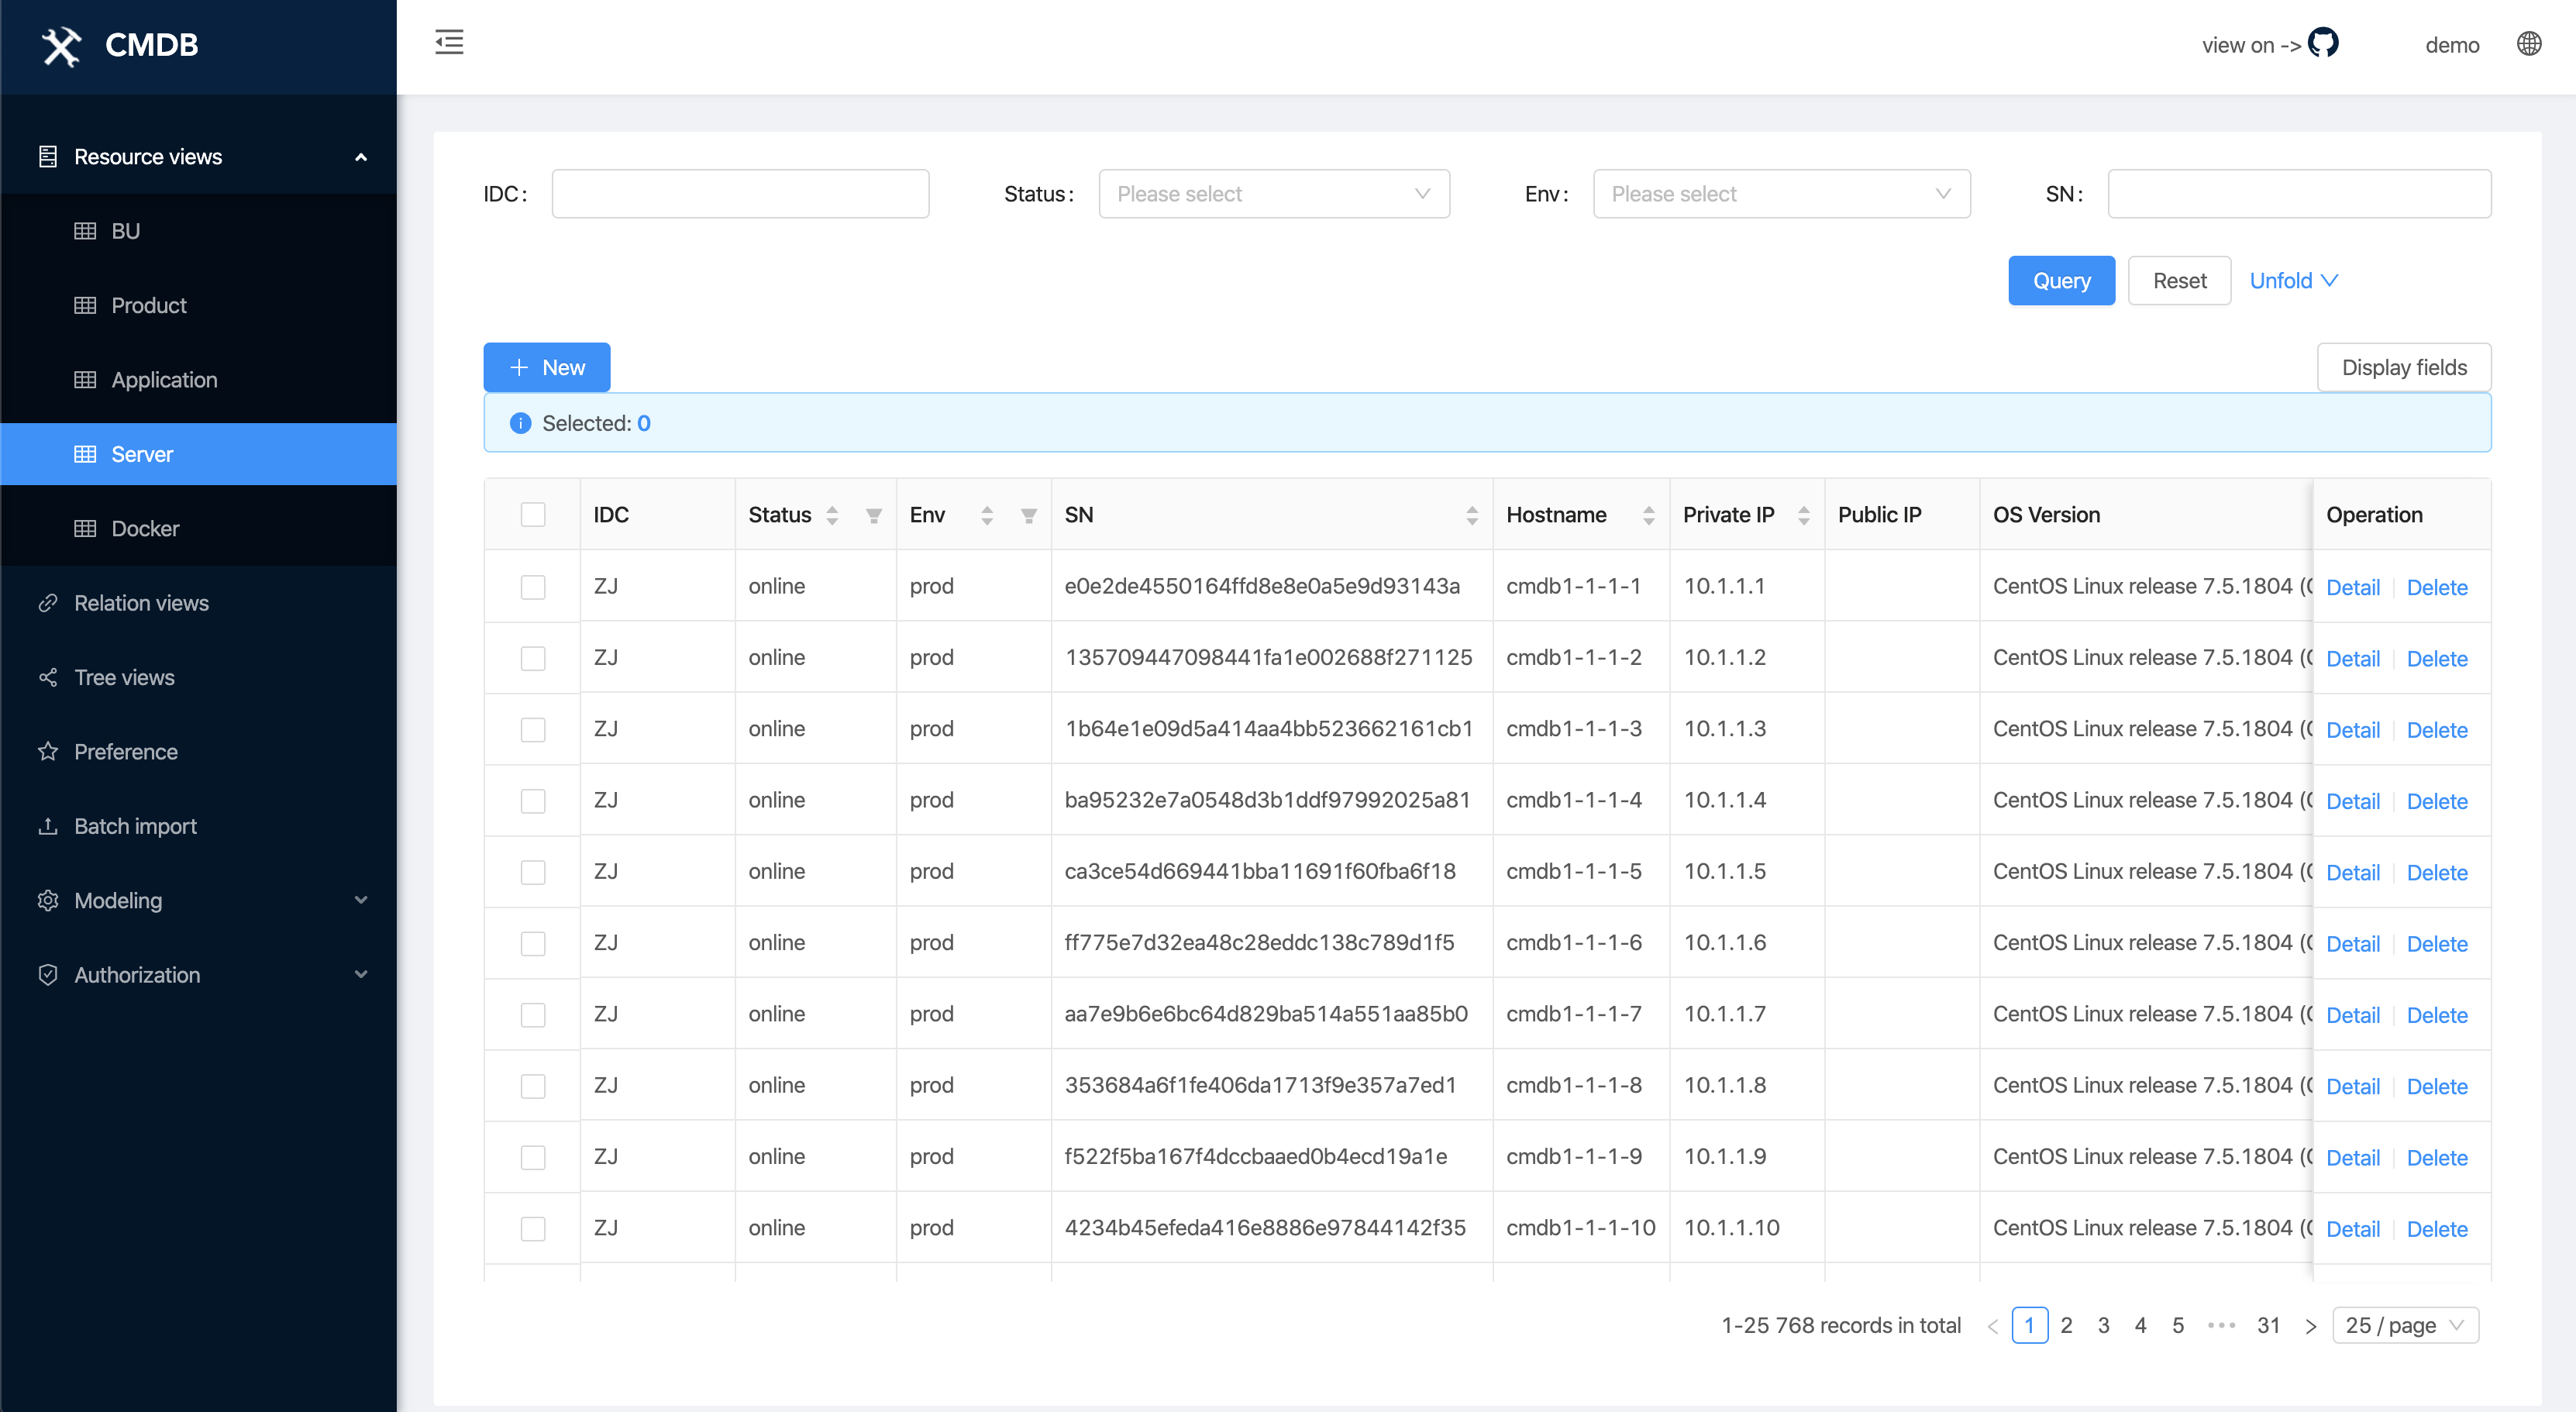 CMDB
view on ->
demo
Resource views
BU
Product
Application
Server
Docker
Relation views
Tree views
Preference
Batch import
Modeling
Authorization
IDC: Status: Please select Env: Please select SN:
Query Reset Unfold
+ New Display fields
Selected: 0
IDC Status Env SN Hostname Private IP Public IP OS Version Operation
ZJ online prod e0e2de4550164ffd8e8e0a5e9d93143a cmdb1-1-1-1 10.1.1.1 CentOS Linux release 7.5.1804 ( Detail Delete
ZJ online prod 135709447098441fa1e002688f271125 cmdb1-1-1-2 10.1.1.2 CentOS Linux release 7.5.1804 ( Detail Delete
ZJ online prod 1b64e1e09d5a414aa4bb523662161cb1 cmdb1-1-1-3 10.1.1.3 CentOS Linux release 7.5.1804 ( Detail Delete
ZJ online prod ba95232e7a0548d3b1ddf97992025a81 cmdb1-1-1-4 10.1.1.4 CentOS Linux release 7.5.1804 ( Detail Delete
ZJ online prod ca3ce54d669441bba11691f60fba6f18 cmdb1-1-1-5 10.1.1.5 CentOS Linux release 7.5.1804 ( Detail Delete
ZJ online prod ff775e7d32ea48c28eddc138c789d1f5 cmdb1-1-1-6 10.1.1.6 CentOS Linux release 7.5.1804 ( Detail Delete
ZJ online prod aa7e9b6e6bc64d829ba514a551aa85b0 cmdb1-1-1-7 10.1.1.7 CentOS Linux release 7.5.1804 ( Detail Delete
ZJ online prod 353684a6f1fe406da1713f9e357a7ed1 cmdb1-1-1-8 10.1.1.8 CentOS Linux release 7.5.1804 ( Detail Delete
ZJ online prod f522f5ba167f4dccbaaed0b4ecd19a1e cmdb1-1-1-9 10.1.1.9 CentOS Linux release 7.5.1804 ( Detail Delete
ZJ online prod 4234b45efeda416e8886e97844142f35 cmdb1-1-1-10 10.1.1.10 CentOS Linux release 7.5.1804 ( Detail Delete
1-25 768 records in total < 1 2 3 4 5 ••• 31 > 25 / page